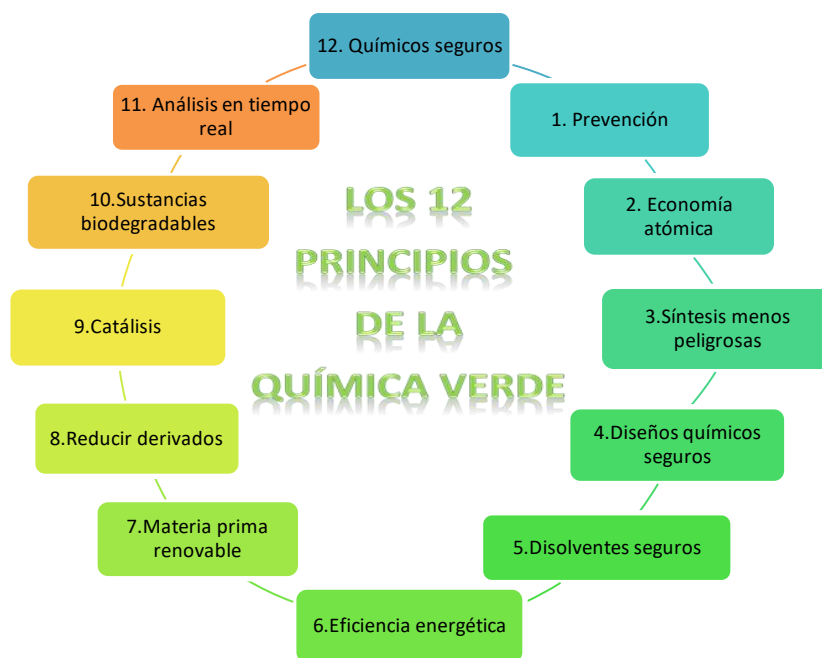 LOS 12
PRINCIPIOS
DE LA
QUÍMICA VERDE
12. Químicos seguros
1. Prevención
2. Economía
atómica
3.Síntesis menos
peligrosas
4.Diseños químicos
seguros
5.Disolventes seguros
6.Eficiencia energética
7.Materia prima
renovable
8.Reducir derivados
9.Catálisis
10.Sustancias
biodegradables
11. Análisis en tiempo
real